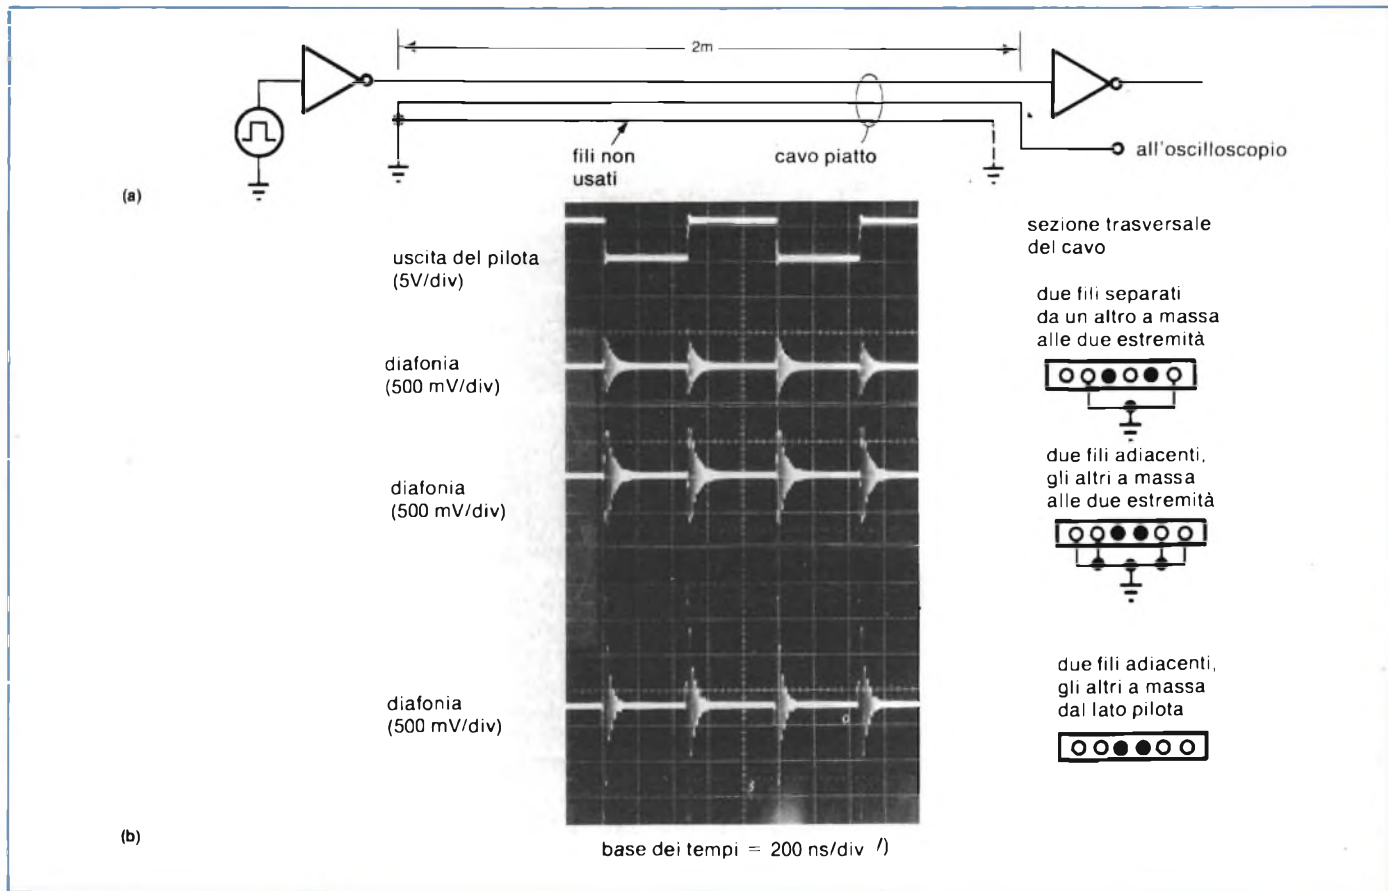 2m
fili non
usati
cavo piatto
all'oscilloscopio
(a)
uscita del pilota
(5V/div)
sezione trasversale
del cavo
due fili separati
da un altro a massa
alle due estremità
diafonia
(500 mV/div)
due fili adiacenti,
gli altri a massa
alle due estremità
diafonia
(500 mV/div)
due fili adiacenti,
gli altri a massa
dal lato pilota
diafonia
(500 mV/div)
(b)
base dei tempi = 200 ns/div